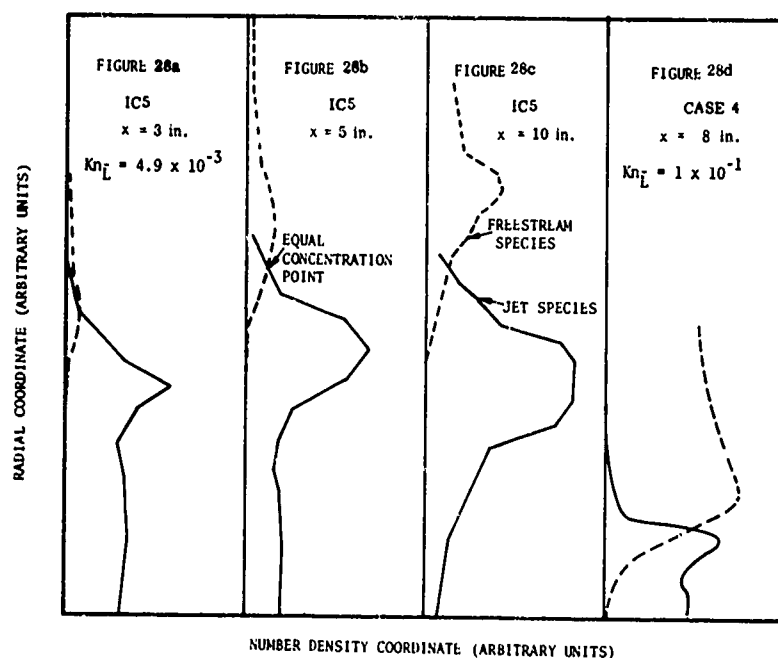 FIGURE 28a
IC5
x = 3 in.
Kn_L̄ = 4.9 x 10⁻³
FIGURE 28b
IC5
x = 5 in.
EQUAL
CONCENTRATION
POINT
FIGURE 28c
IC5
x = 10 in.
FREESTREAM
SPECIES
JET SPECIES
FIGURE 28d
CASE 4
x = 8 in.
Kn_L̄ = 1 x 10⁻¹
RADIAL COORDINATE (ARBITRARY UNITS)
NUMBER DENSITY COORDINATE (ARBITRARY UNITS)